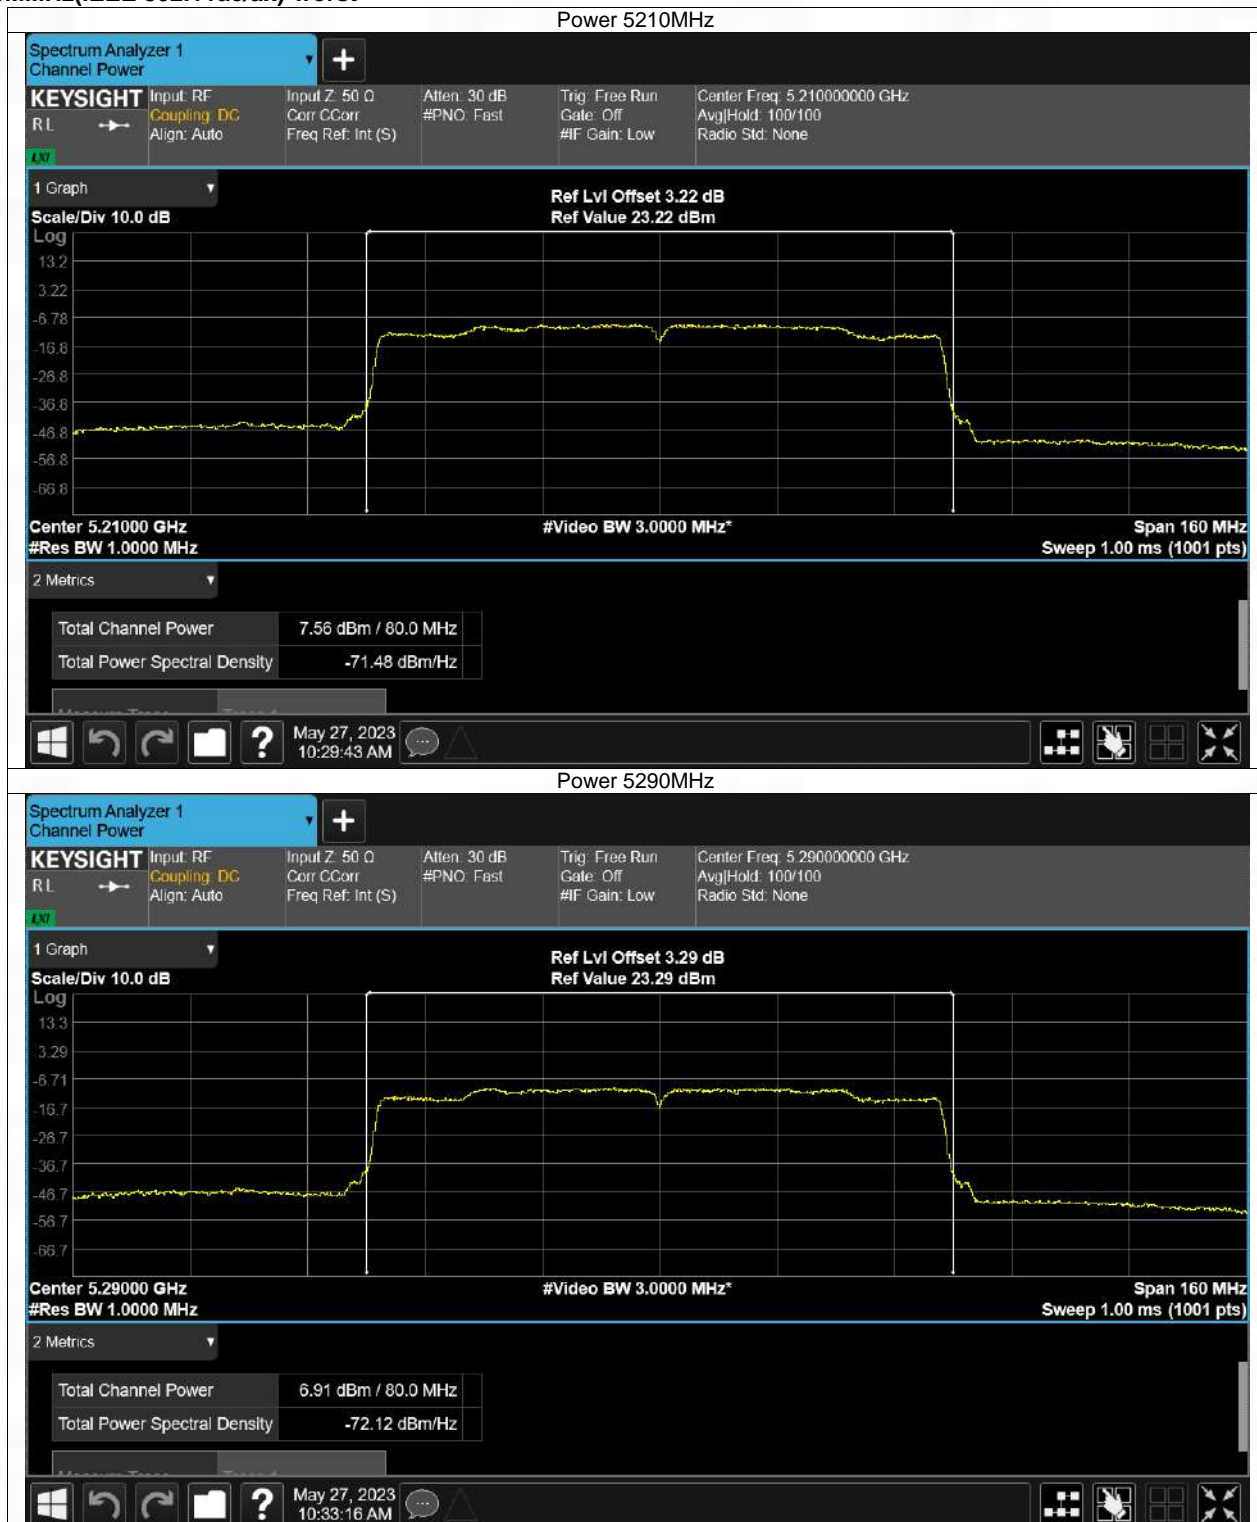 Power 5210MHz
Spectrum Analyzer 1
Channel Power
KEYSIGHT
RL
LXI
Input: RF
Coupling: DC
Align: Auto
Input Z: 50 Ω
Corr CCorr
Freq Ref: Int (S)
Atten: 30 dB
#PNO: Fast
Trig: Free Run
Gate: Off
#IF Gain: Low
Center Freq: 5.210000000 GHz
Avg|Hold: 100/100
Radio Std: None
1 Graph
Scale/Div 10.0 dB
Ref Lvl Offset 3.22 dB
Ref Value 23.22 dBm
Log
13.2
3.22
-6.78
-16.8
-26.8
-36.8
-46.8
-56.8
-66.8
Center 5.21000 GHz
#Res BW 1.0000 MHz
#Video BW 3.0000 MHz*
Span 160 MHz
Sweep 1.00 ms (1001 pts)
2 Metrics
Total Channel Power 7.56 dBm / 80.0 MHz
Total Power Spectral Density -71.48 dBm/Hz
May 27, 2023
10:29:43 AM
Power 5290MHz
Spectrum Analyzer 1
Channel Power
KEYSIGHT
RL
LXI
Input: RF
Coupling: DC
Align: Auto
Input Z: 50 Ω
Corr CCorr
Freq Ref: Int (S)
Atten: 30 dB
#PNO: Fast
Trig: Free Run
Gate: Off
#IF Gain: Low
Center Freq: 5.290000000 GHz
Avg|Hold: 100/100
Radio Std: None
1 Graph
Scale/Div 10.0 dB
Ref Lvl Offset 3.29 dB
Ref Value 23.29 dBm
Log
13.3
3.29
-6.71
-16.7
-26.7
-36.7
-46.7
-56.7
-66.7
Center 5.29000 GHz
#Res BW 1.0000 MHz
#Video BW 3.0000 MHz*
Span 160 MHz
Sweep 1.00 ms (1001 pts)
2 Metrics
Total Channel Power 6.91 dBm / 80.0 MHz
Total Power Spectral Density -72.12 dBm/Hz
May 27, 2023
10:33:16 AM